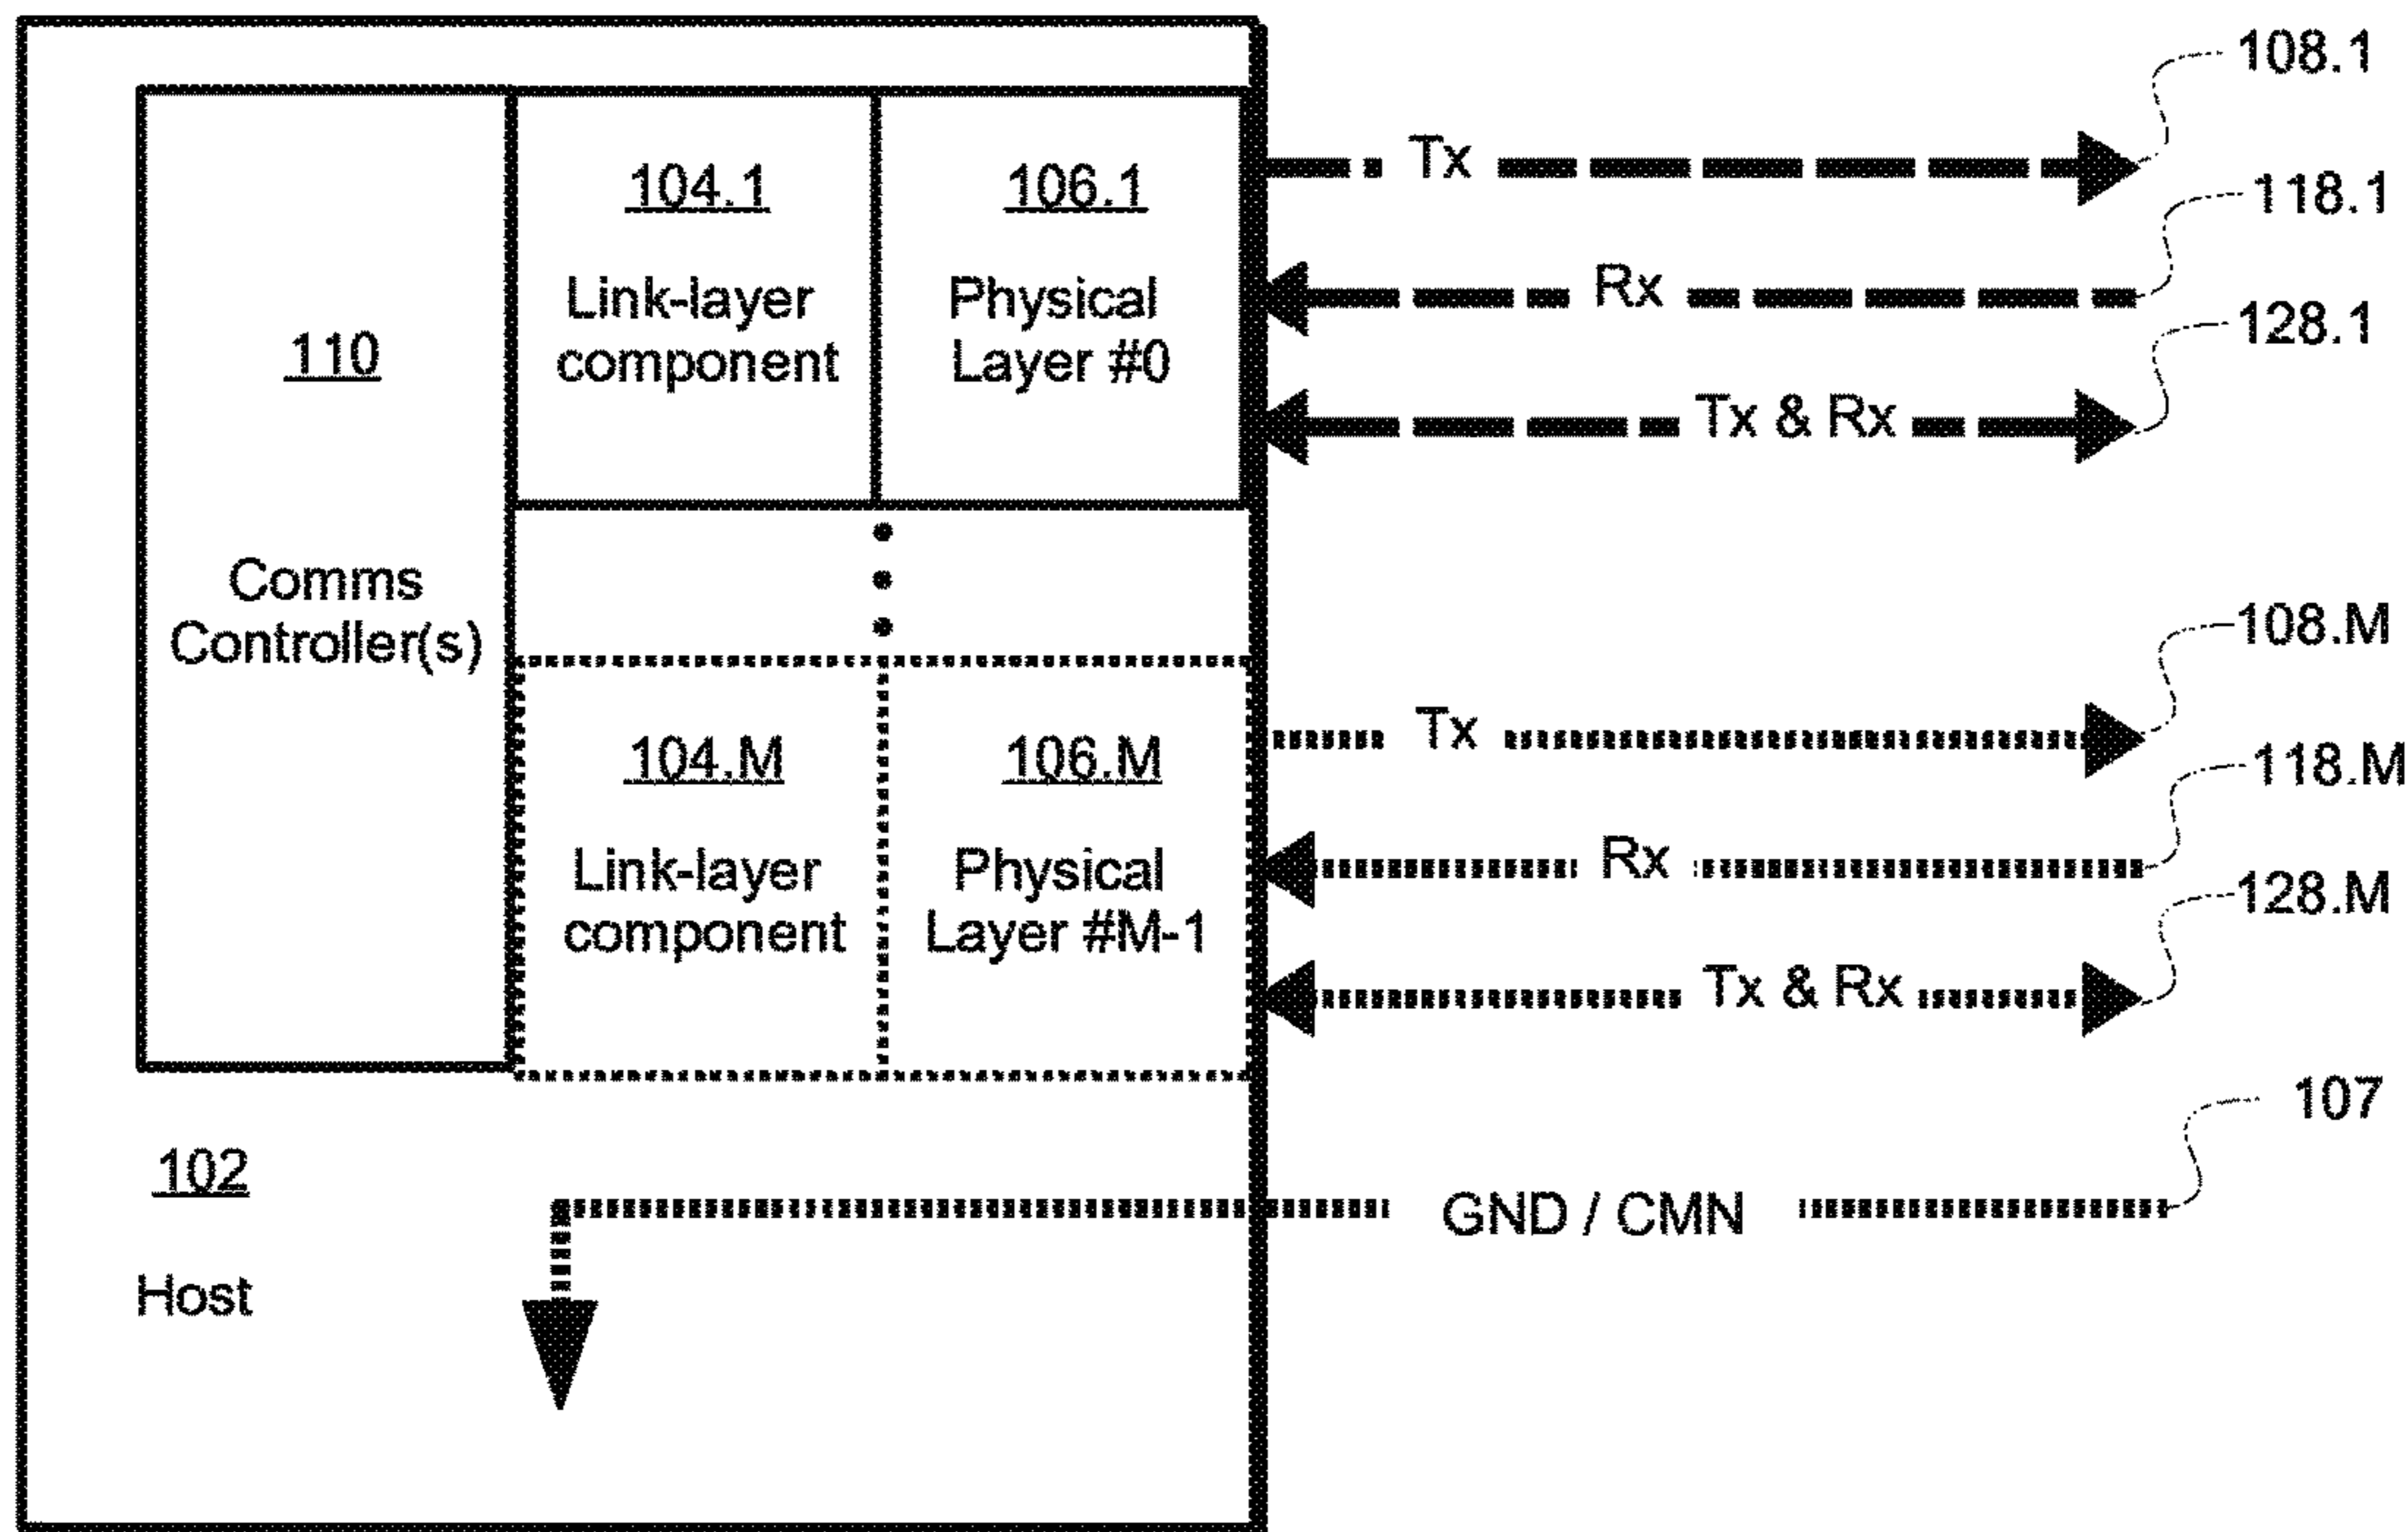 110
Comms
Controller(s)
104.1
Link-layer
component
106.1
Physical
Layer #0
104.M
Link-layer
component
106.M
Physical
Layer #M-1
102
Host
Tx
108.1
Rx
118.1
Tx & Rx
128.1
Tx
108.M
Rx
118.M
Tx & Rx
128.M
GND / CMN
107